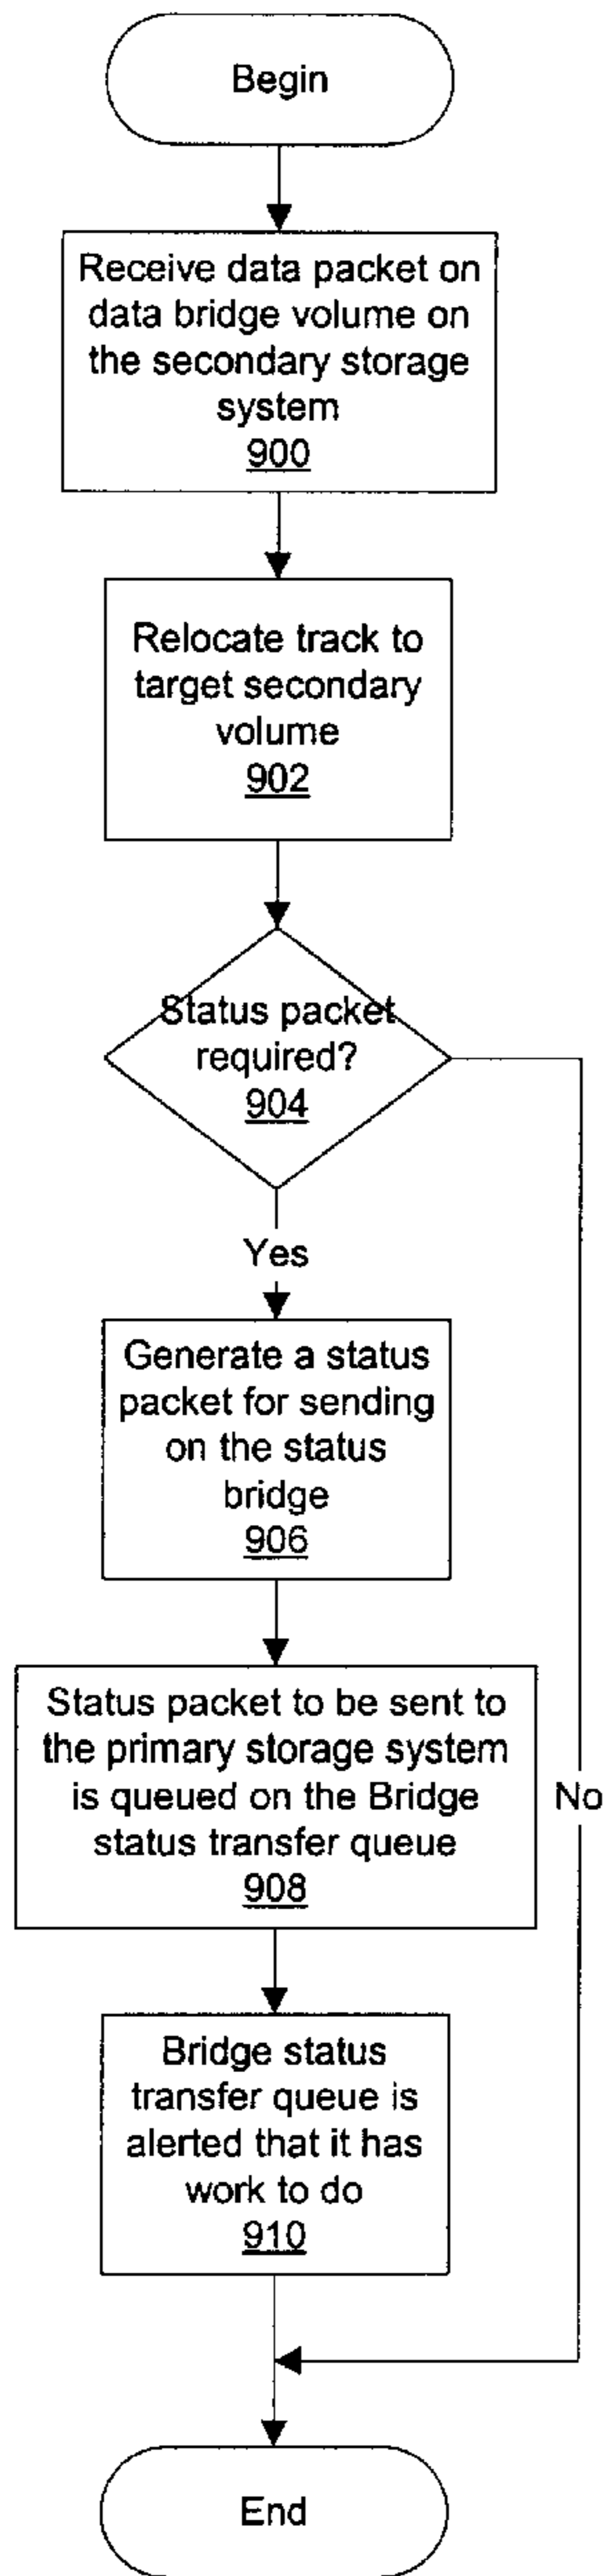 Begin
Receive data packet on
data bridge volume on
the secondary storage
system
900
Relocate track to
target secondary
volume
902
Status packet
required?
904
Yes
Generate a status
packet for sending
on the status
bridge
906
Status packet to be sent to
the primary storage system
is queued on the Bridge
status transfer queue
908
No
Bridge status
transfer queue is
alerted that it has
work to do
910
End